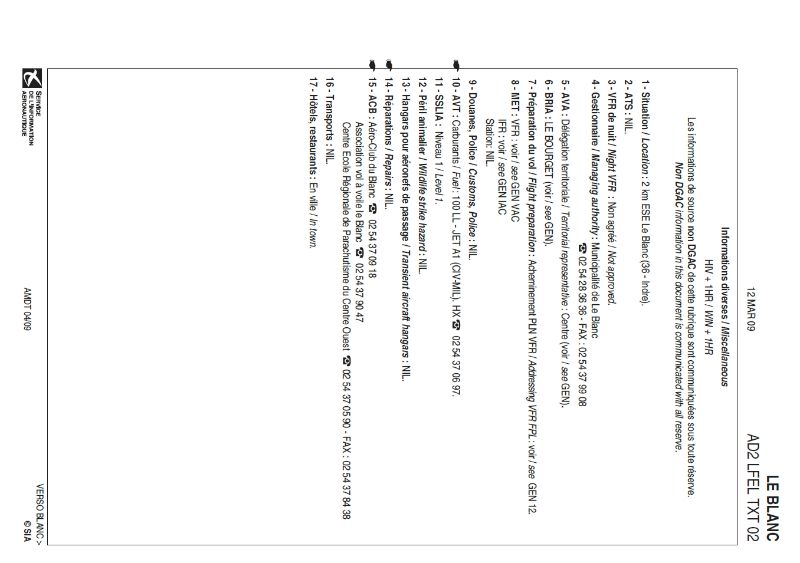 LE BLANC
AD2 LFEL TXT 02
12 MAR 09
Informations diverses / Miscellaneous
HIV + 1HR / WIN + 1HR
Les informations de source non DGAC de cette rubrique sont communiquées sous toute réserve.
Non DGAC information in this document is communicated with all reserve.
1 - Situation / Location : 2 km ESE Le Blanc (36 - Indre).
2 - ATS : NIL.
3 - VFR de nuit / Night VFR : Non agréé / Not approved.
4 - Gestionnaire / Managing authority : Municipalité de Le Blanc
☎ 02 54 28 36 36 - FAX : 02 54 37 99 08
5 - AVA : Délégation territoriale / Territorial representative : Centre (voir / see GEN).
6 - BRIA : LE BOURGET (voir / see GEN).
7 - Préparation du vol / Flight preparation : Acheminement PLN VFR / Addressing VFR FPL : voir / see GEN 12.
8 - MET : VFR : voir / see GEN VAC
IFR : voir / see GEN IAC
Station: NIL.
9 - Douanes, Police / Customs, Police : NIL.
10 - AVT : Carburants / Fuel : 100 LL - JET A1 (CIV-MIL). HX ☎ 02 54 37 06 97.
11 - SSLIA : Niveau 1 / Level 1.
12 - Péril animalier / Wildlife strike hazard : NIL.
13 - Hangars pour aéronefs de passage / Transient aircraft hangars : NIL.
14 - Réparations / Repairs : NIL.
15 - ACB : Aéro-Club du Blanc ☎ 02 54 37 09 18
Association vol à voile le Blanc ☎ 02 54 37 90 47
Centre Ecole Régionale de Parachutisme du Centre Ouest ☎ 02 54 37 05 90 - FAX : 02 54 37 84 38
16 - Transports : NIL.
17 - Hôtels, restaurants : En ville / In town.
VERSO BLANC >
SERVICE
DE L'INFORMATION
AERONAUTIQUE
AMDT 04/09
© SIA